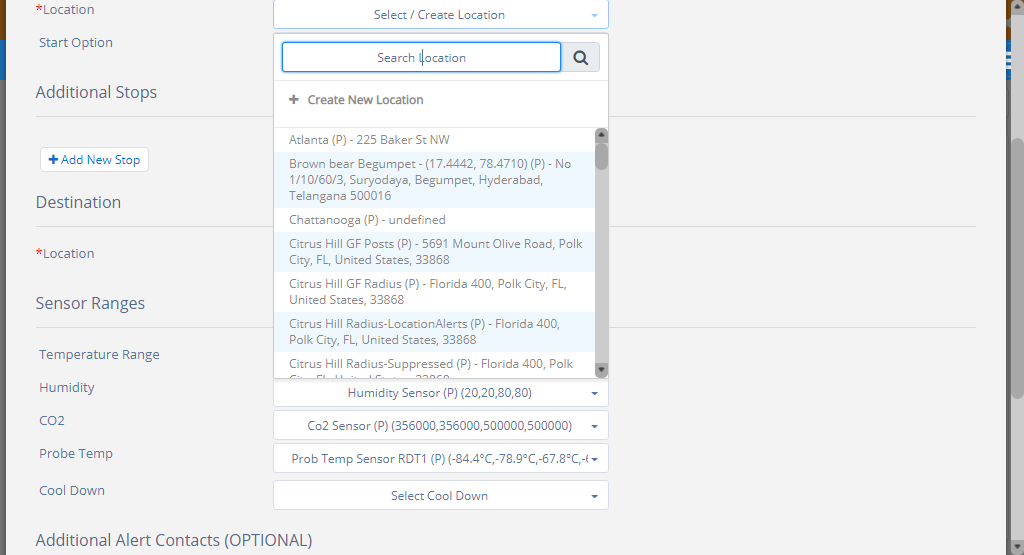 *Location
Select / Create Location
Start Option
Search Location
+ Create New Location
Additional Stops
Atlanta (P) - 225 Baker St NW
Brown bear Begumpet - (17.4442, 78.4710) (P) - No
1/10/60/3, Suryodaya, Begumpet, Hyderabad,
Telangana 500016
+ Add New Stop
Destination
Chattanooga (P) - undefined
Citrus Hill GF Posts (P) - 5691 Mount Olive Road, Polk
City, FL, United States, 33868
*Location
Citrus Hill GF Radius (P) - Florida 400, Polk City, FL,
United States, 33868
Sensor Ranges
Citrus Hill Radius-LocationAlerts (P) - Florida 400,
Polk City, FL, United States, 33868
Temperature Range
Citrus Hill Radius-Suppressed (P) - Florida 400, Polk
City, FL, United States, 33868
Humidity
Humidity Sensor (P) (20,20,80,80)
CO2
Co2 Sensor (P) (356000,356000,500000,500000)
Probe Temp
Prob Temp Sensor RDT1 (P) (-84.4°C,-78.9°C,-67.8°C,-
Cool Down
Select Cool Down
Additional Alert Contacts (OPTIONAL)